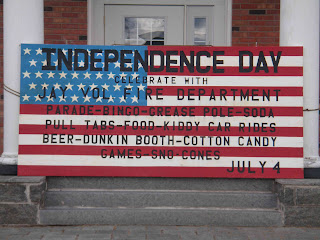 INDEPENDENCE DAY
CELEBRATE WITH
JAY VOL FIRE DEPARTMENT
PARADE-BINGO-GREASE POLE-SODA
PULL TABS-FOOD-KIDDY CAR RIDES
BEER-DUNKIN BOOTH-COTTON CANDY
GAMES-SNO-CONES
JULY 4